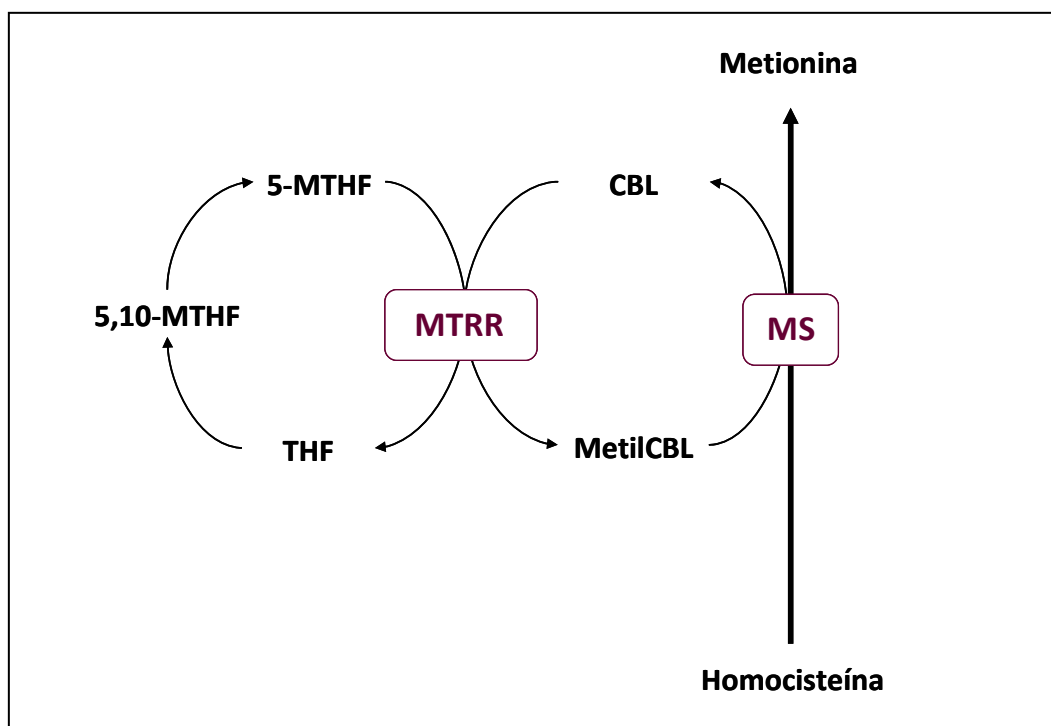 Metionina
5-MTHF
CBL
5,10-MTHF
MTRR
MS
THF
MetilCBL
Homocisteína